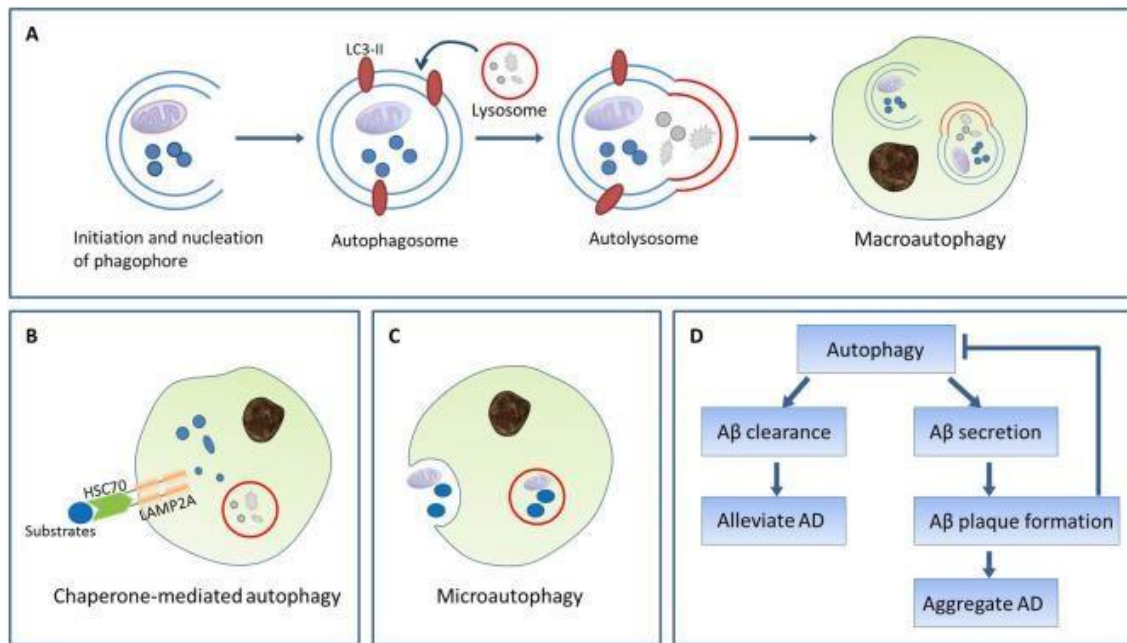 A
LC3-II
Lysosome
Initiation and nucleation
of phagophore
Autophagosome
Autolysosome
Macroautophagy
B
HSC70
LAMP2A
Substrates
Chaperone-mediated autophagy
C
Microautophagy
D
Autophagy
Aβ clearance
Aβ secretion
Alleviate AD
Aβ plaque formation
Aggregate AD